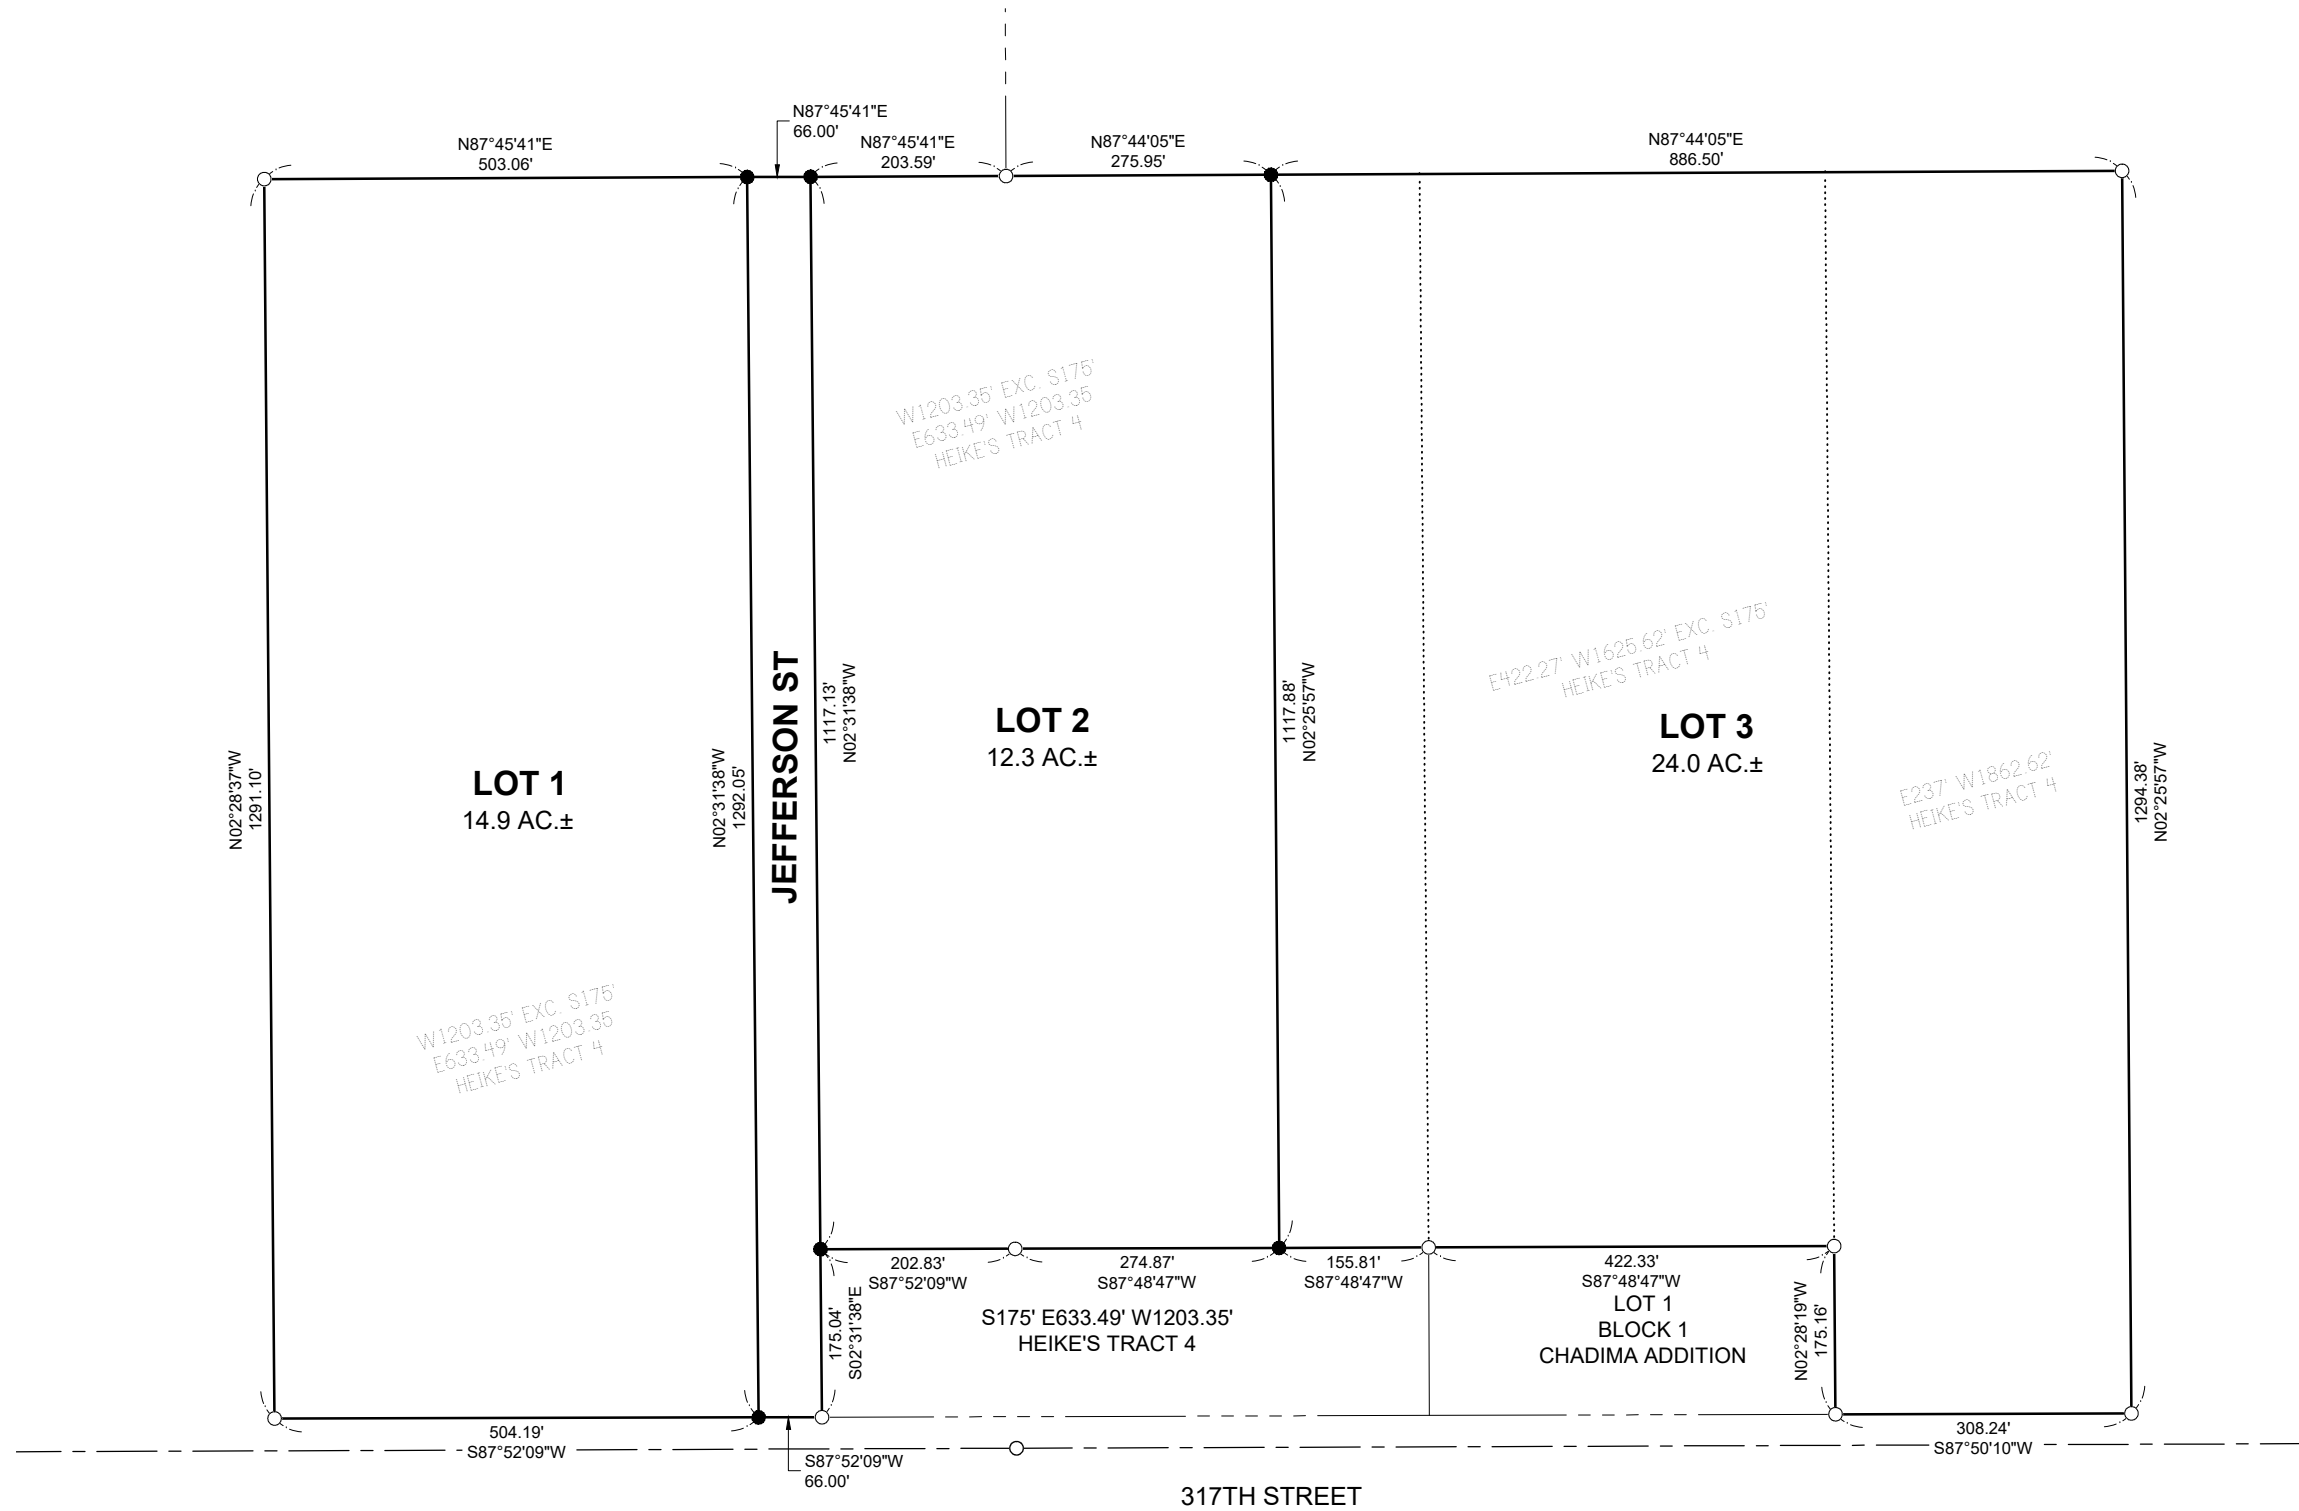 N87°45'41"E
66.00'
N87°45'41"E
503.06'
N87°45'41"E
203.59'
N87°44'05"E
275.95'
N87°44'05"E
886.50'
W1203.35' EXC. S175'
E633.49' W1203.35
HEIKE'S TRACT 4
E422.27' W1625.62' EXC. S175'
HEIKE'S TRACT 4
N02°28'37"W
1291.10'
LOT 1
14.9 AC.±
N02°31'38"W
1292.05'
JEFFERSON ST
1117.13'
N02°31'38"W
LOT 2
12.3 AC.±
1117.88'
N02°25'57"W
LOT 3
24.0 AC.±
E237' W1862.62'
HEIKE'S TRACT 4
1294.38'
N02°25'57"W
W1203.35' EXC. S175'
E633.49' W1203.35
HEIKE'S TRACT 4
202.83'
S87°52'09"W
274.87'
S87°48'47"W
155.81'
S87°48'47"W
422.33'
S87°48'47"W
175.04'
S02°31'38"E
S175' E633.49' W1203.35'
HEIKE'S TRACT 4
LOT 1
BLOCK 1
CHADIMA ADDITION
N02°28'19"W
175.16'
504.19'
S87°52'09"W
S87°52'09"W
66.00'
308.24'
S87°50'10"W
317TH STREET